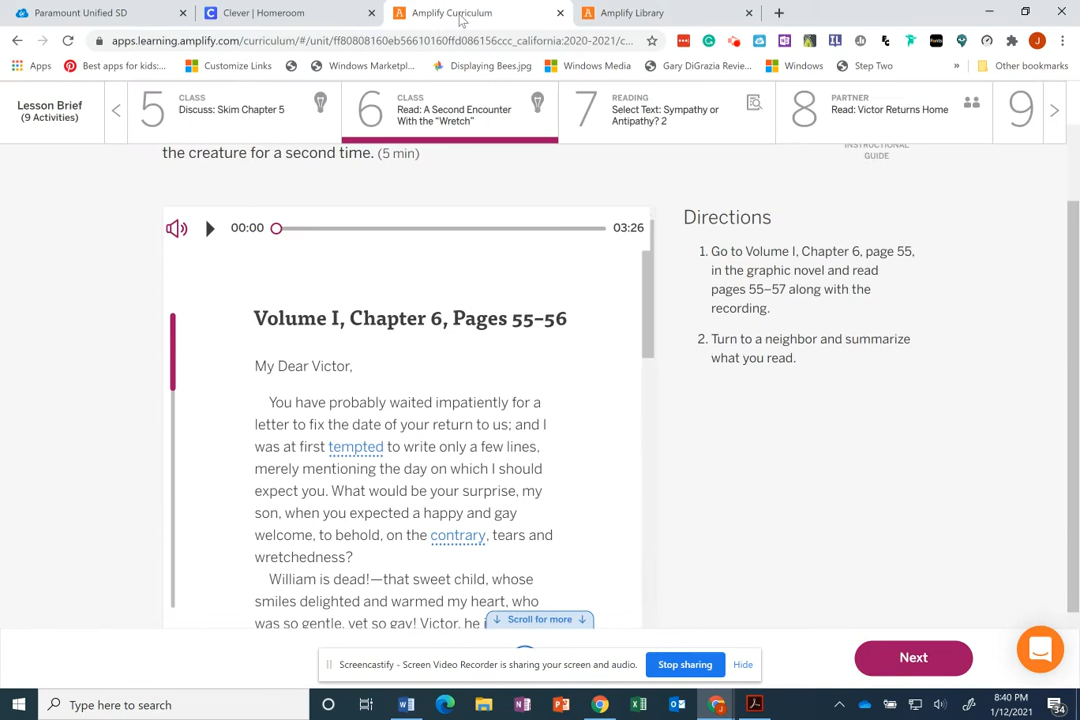 Paramount Unified SD
Clever | Homeroom
Amplify Curriculum
Amplify Library
apps.learning.amplify.com/curriculum/#/unit/ff80808160eb56610160ffd086156ccc_california:2020-2021/c...
Apps
Best apps for kids:...
Customize Links
Windows Marketpl...
Displaying Bees.jpg
Windows Media
Gary DiGrazia Revie...
Windows
Step Two
»
Other bookmarks
Lesson Brief
(9 Activities)
5
CLASS
Discuss: Skim Chapter 5
6
CLASS
Read: A Second Encounter
With the “Wretch”
7
READING
Select Text: Sympathy or
Antipathy? 2
8
PARTNER
Read: Victor Returns Home
9
the creature for a second time. (5 min)
INSTRUCTIONAL
GUIDE
00:00
03:26
Volume I, Chapter 6, Pages 55–56
My Dear Victor,
You have probably waited impatiently for a
letter to fix the date of your return to us; and I
was at first tempted to write only a few lines,
merely mentioning the day on which I should
expect you. What would be your surprise, my
son, when you expected a happy and gay
welcome, to behold, on the contrary, tears and
wretchedness?
William is dead!—that sweet child, whose
smiles delighted and warmed my heart, who
was so gentle, yet so gay! Victor, he i
Scroll for more
Directions
1. Go to Volume I, Chapter 6, page 55,
in the graphic novel and read
pages 55–57 along with the
recording.
2. Turn to a neighbor and summarize
what you read.
Screencastify - Screen Video Recorder is sharing your screen and audio.
Stop sharing
Hide
Next
Type here to search
8:40 PM
1/12/2021
34